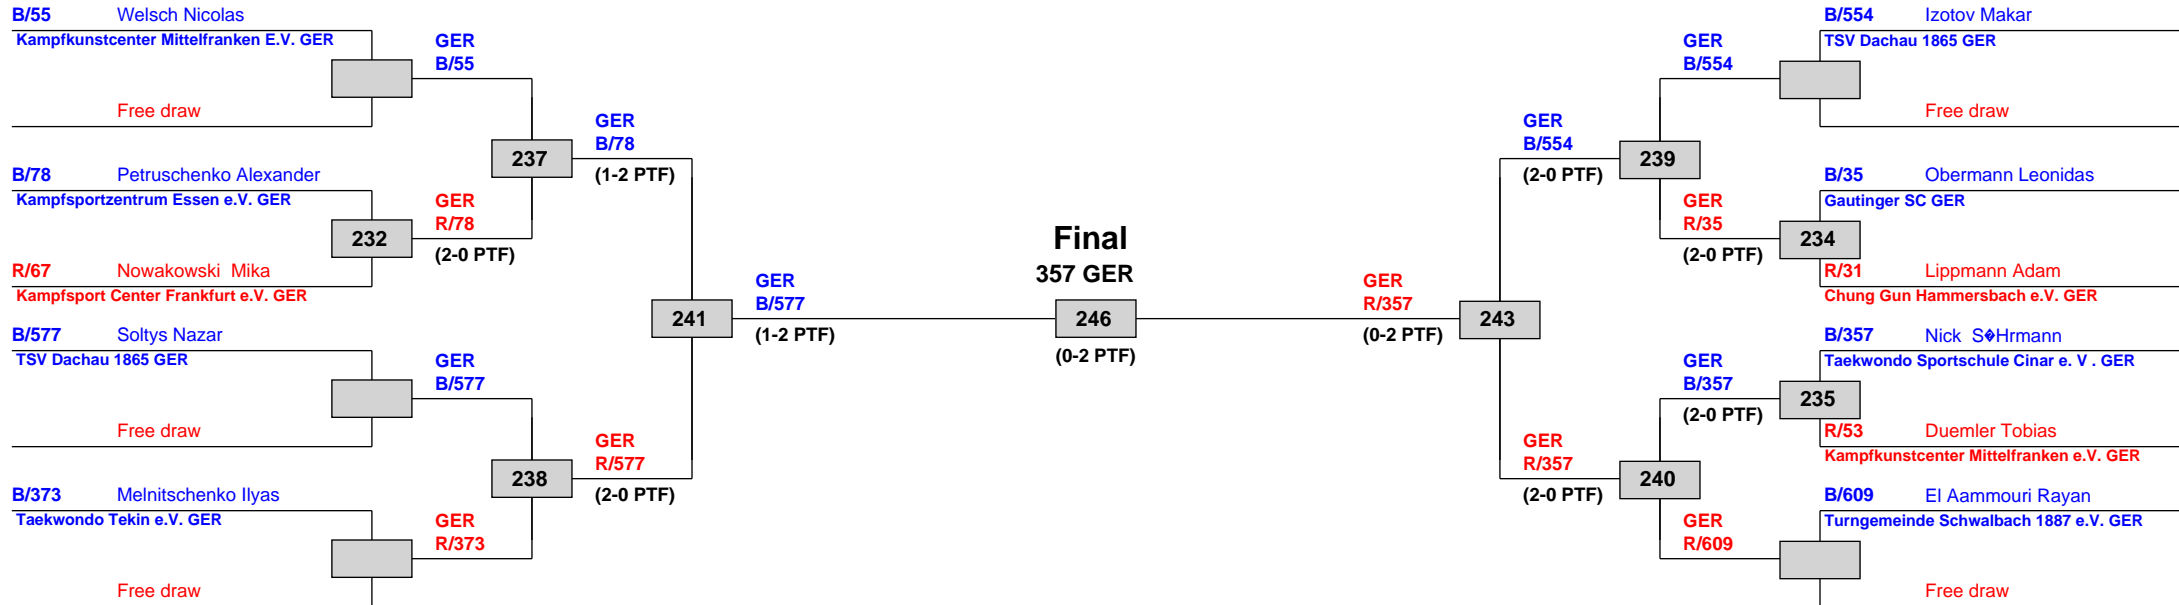 B/55 Welsch Nicolas
Kampfkunstcenter Mittelfranken E.V. GER
Free draw
GER
B/55
B/78 Petruschenko Alexander
Kampfsportzentrum Essen e.V. GER
232
R/67 Nowakowski Mika
Kampfsport Center Frankfurt e.V. GER
GER
R/78
(2-0 PTF)
237
GER
B/78
(1-2 PTF)
B/577 Soltys Nazar
TSV Dachau 1865 GER
Free draw
GER
B/577
B/373 Melnitschenko Ilyas
Taekwondo Tekin e.V. GER
Free draw
GER
R/373
238
GER
R/577
(2-0 PTF)
241
GER
B/577
(1-2 PTF)
Final
357 GER
246
(0-2 PTF)
GER
R/357
(0-2 PTF)
243
GER
B/554
(2-0 PTF)
239
GER
B/554
B/554 Izotov Makar
TSV Dachau 1865 GER
Free draw
GER
R/35
(2-0 PTF)
234
B/35 Obermann Leonidas
Gautinger SC GER
R/31 Lippmann Adam
Chung Gun Hammersbach e.V. GER
GER
R/357
(2-0 PTF)
240
GER
B/357
(2-0 PTF)
235
B/357 Nick S�Hrmann
Taekwondo Sportschule Cinar e. V . GER
R/53 Duemler Tobias
Kampfkunstcenter Mittelfranken e.V. GER
GER
R/609
B/609 El Aammouri Rayan
Turngemeinde Schwalbach 1887 e.V. GER
Free draw